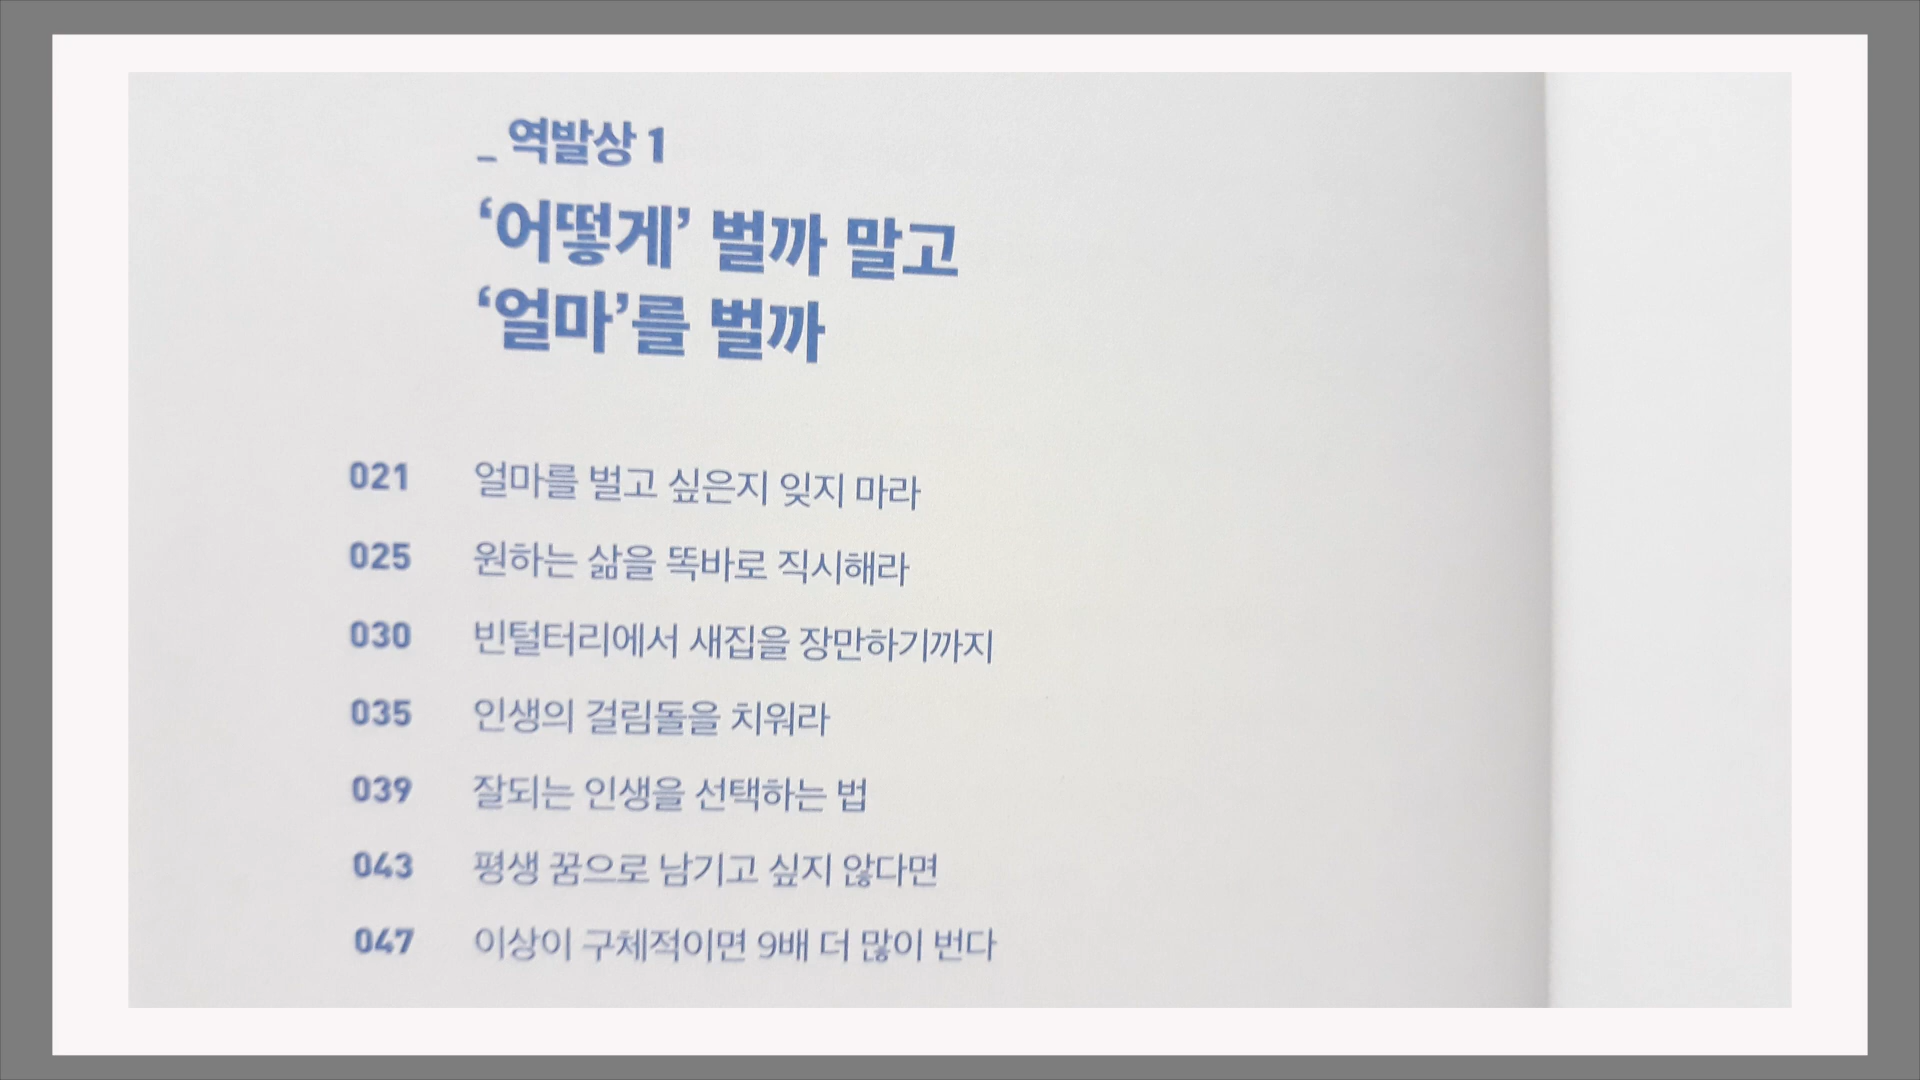 _ 역발상 1
‘어떻게’ 벌까 말고
‘얼마’를 벌까
021 얼마를 벌고 싶은지 잊지 마라
025 원하는 삶을 똑바로 직시해라
030 빈털터리에서 새집을 장만하기까지
035 인생의 걸림돌을 치워라
039 잘되는 인생을 선택하는 법
043 평생 꿈으로 남기고 싶지 않다면
047 이상이 구체적이면 9배 더 많이 번다